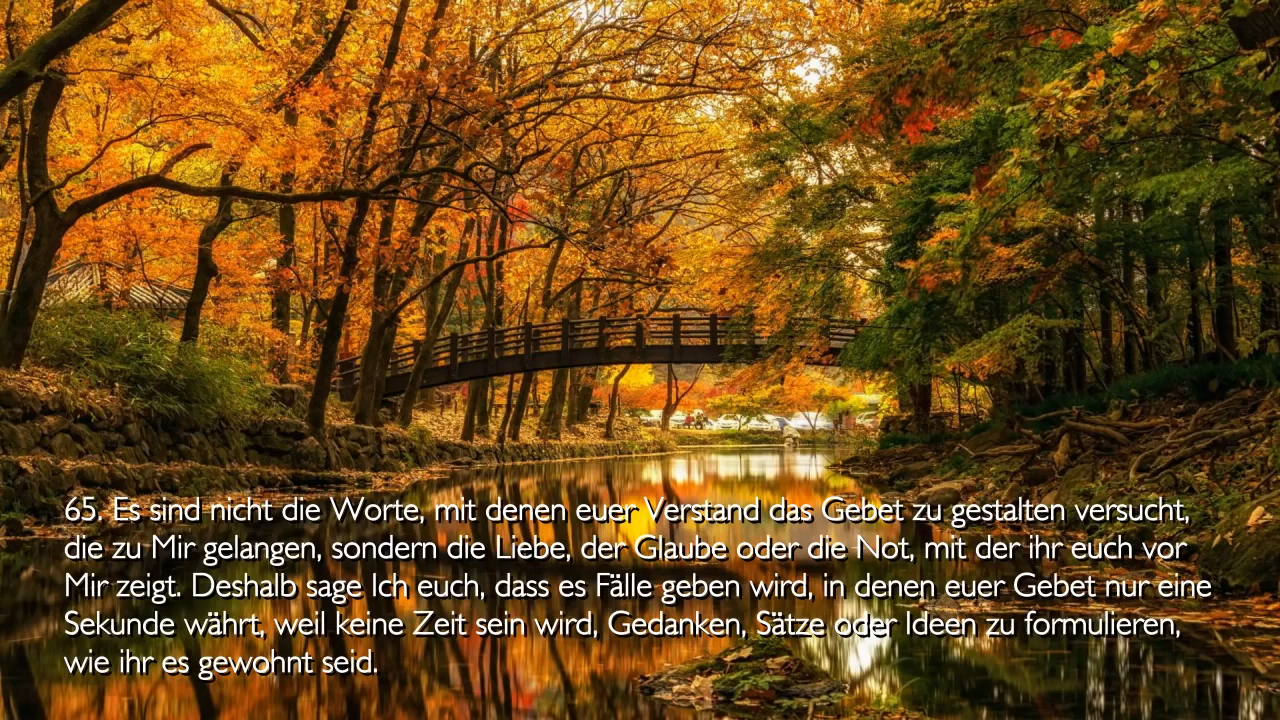 65. Es sind nicht die Worte, mit denen euer Verstand das Gebet zu gestalten versucht,
die zu Mir gelangen, sondern die Liebe, der Glaube oder die Not, mit der ihr euch vor
Mir zeigt. Deshalb sage Ich euch, dass es Fälle geben wird, in denen euer Gebet nur eine
Sekunde währt, weil keine Zeit sein wird, Gedanken, Sätze oder Ideen zu formulieren,
wie ihr es gewohnt seid.